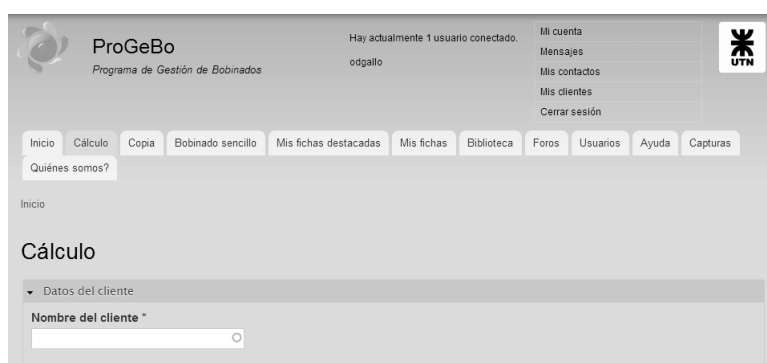 ProGeBo
Programa de Gestión de Bobinados
Hay actualmente 1 usuario conectado.
odgallo
Mi cuenta
Mensajes
Mis contactos
Mis clientes
Cerrar sesión
UTN
Inicio Cálculo Copia Bobinado sencillo Mis fichas destacadas Mis fichas Biblioteca Foros Usuarios Ayuda Capturas
Quiénes somos?
Inicio
Cálculo
Datos del cliente
Nombre del cliente *